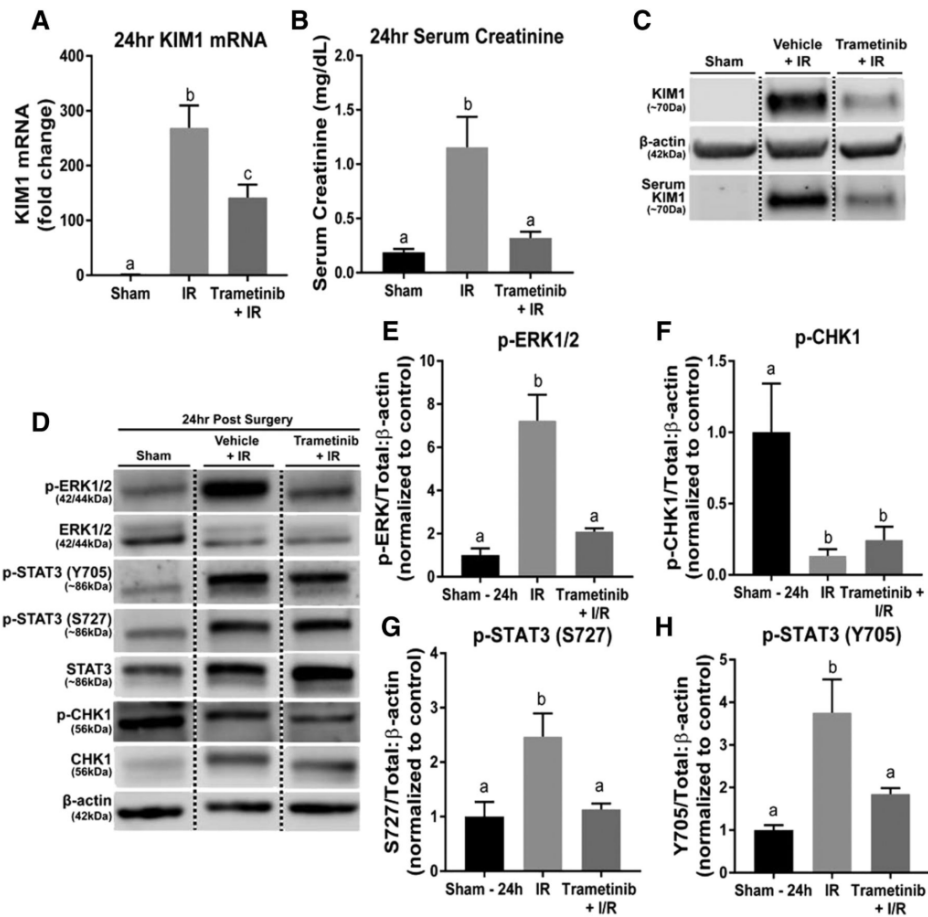 A
24hr KIM1 mRNA
KIM1 mRNA
(fold change)
400
300
200
100
0
a
b
c
Sham
IR
Trametinib
+ IR
B
24hr Serum Creatinine
Serum Creatinine (mg/dL)
2.0
1.5
1.0
0.5
0.0
a
b
a
Sham
IR
Trametinib
+ IR
C
Sham
Vehicle
+ IR
Trametinib
+ IR
KIM1
(~70Da)
β-actin
(42kDa)
Serum
KIM1
(~70Da)
D
24hr Post Surgery
Sham
Vehicle
+ IR
Trametinib
+ IR
p-ERK1/2
(42/44kDa)
ERK1/2
(42/44kDa)
p-STAT3 (Y705)
(~86kDa)
p-STAT3 (S727)
(~86kDa)
STAT3
(~86kDa)
p-CHK1
(56kDa)
CHK1
(56kDa)
β-actin
(42kDa)
E
p-ERK1/2
p-ERK/Total:β-actin
(normalized to control)
10
8
6
4
2
0
a
b
a
Sham - 24h
IR
Trametinib
+ I/R
F
p-CHK1
p-CHK1/Total:β-actin
(normalized to control)
1.5
1.0
0.5
0.0
a
b
b
Sham - 24h
IR
Trametinib +
I/R
G
p-STAT3 (S727)
S727/Total:β-actin
(normalized to control)
4
3
2
1
0
a
b
a
Sham - 24h
IR
Trametinib
+ I/R
H
p-STAT3 (Y705)
Y705/Total:β-actin
(normalized to control)
5
4
3
2
1
0
a
b
a
Sham - 24h
IR
Trametinib
+ I/R